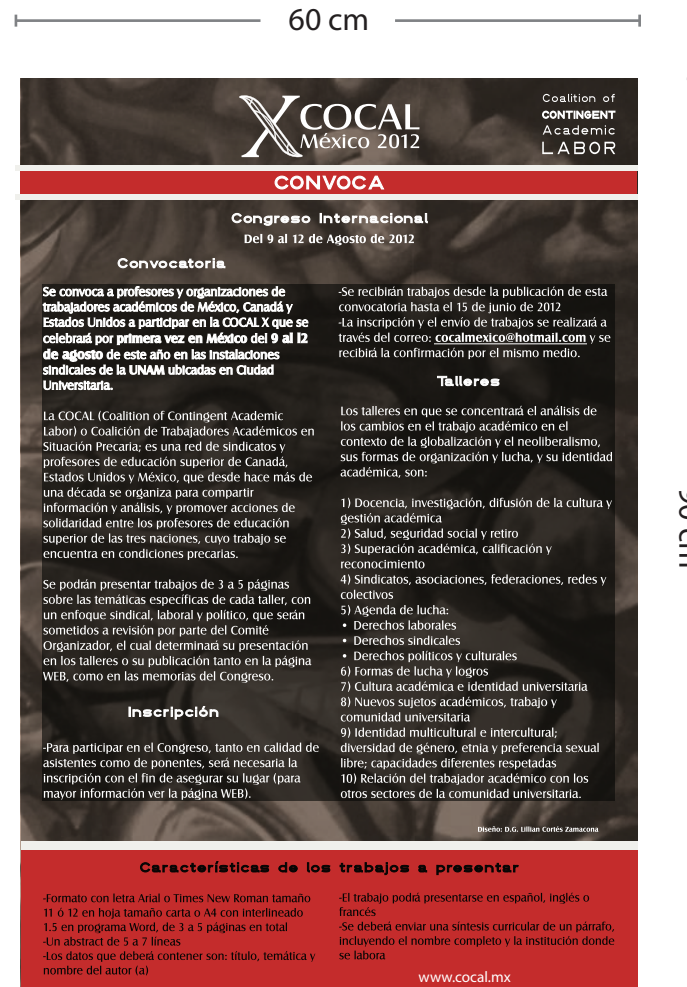 60 cm
X COCAL
México 2012
Coalition of
CONTINGENT
Academic
LABOR
CONVOCA
Congreso Internacional
Del 9 al 12 de Agosto de 2012
Convocatoria
Se convoca a profesores y organizaciones de
trabajadores académicos de México, Canadá y
Estados Unidos a participar en la COCAL X que se
celebrará por primera vez en México del 9 al 12
de agosto de este año en las Instalaciones
sindicales de la UNAM ubicadas en Ciudad
Universitaria.
La COCAL (Coalition of Contingent Academic
Labor) o Coalición de Trabajadores Académicos en
Situación Precaria; es una red de sindicatos y
profesores de educación superior de Canadá,
Estados Unidos y México, que desde hace más de
una década se organiza para compartir
información y análisis, y promover acciones de
solidaridad entre los profesores de educación
superior de las tres naciones, cuyo trabajo se
encuentra en condiciones precarias.
Se podrán presentar trabajos de 3 a 5 páginas
sobre las temáticas específicas de cada taller, con
un enfoque sindical, laboral y político, que serán
sometidos a revisión por parte del Comité
Organizador, el cual determinará su presentación
en los talleres o su publicación tanto en la página
WEB, como en las memorias del Congreso.
Inscripción
-Para participar en el Congreso, tanto en calidad de
asistentes como de ponentes, será necesaria la
inscripción con el fin de asegurar su lugar (para
mayor información ver la página WEB).
-Se recibirán trabajos desde la publicación de esta
convocatoria hasta el 15 de junio de 2012
-La inscripción y el envío de trabajos se realizará a
través del correo: cocalmexico@hotmail.com y se
recibirá la confirmación por el mismo medio.
Talleres
Los talleres en que se concentrará el análisis de
los cambios en el trabajo académico en el
contexto de la globalización y el neoliberalismo,
sus formas de organización y lucha, y su identidad
académica, son:
1) Docencia, investigación, difusión de la cultura y
gestión académica
2) Salud, seguridad social y retiro
3) Superación académica, calificación y
reconocimiento
4) Sindicatos, asociaciones, federaciones, redes y
colectivos
5) Agenda de lucha:
• Derechos laborales
• Derechos sindicales
• Derechos políticos y culturales
6) Formas de lucha y logros
7) Cultura académica e identidad universitaria
8) Nuevos sujetos académicos, trabajo y
comunidad universitaria
9) Identidad multicultural e intercultural;
diversidad de género, etnia y preferencia sexual
libre; capacidades diferentes respetadas
10) Relación del trabajador académico con los
otros sectores de la comunidad universitaria.
Diseño: D.G. Lillian Cortés Zamacona
Características de los trabajos a presentar
-Formato con letra Arial o Times New Roman tamaño
11 ó 12 en hoja tamaño carta o A4 con interlineado
1.5 en programa Word, de 3 a 5 páginas en total
-Un abstract de 5 a 7 líneas
-Los datos que deberá contener son: título, temática y
nombre del autor (a)
-El trabajo podrá presentarse en español, inglés o
francés
-Se deberá enviar una síntesis curricular de un párrafo,
incluyendo el nombre completo y la institución donde
se labora
www.cocal.mx
cm